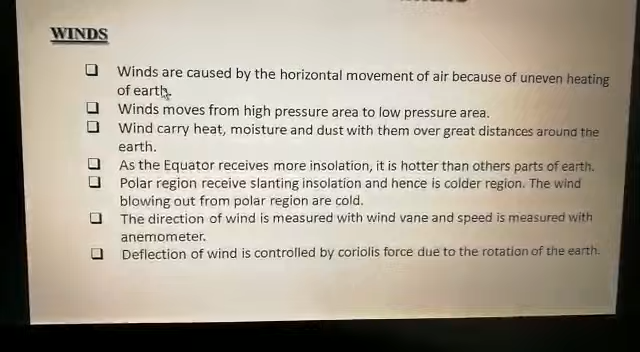 WINDS
Winds are caused by the horizontal movement of air because of uneven heating
of earth.
Winds moves from high pressure area to low pressure area.
Wind carry heat, moisture and dust with them over great distances around the
earth.
As the Equator receives more insolation, it is hotter than others parts of earth.
Polar region receive slanting insolation and hence is colder region. The wind
blowing out from polar region are cold.
The direction of wind is measured with wind vane and speed is measured with
anemometer.
Deflection of wind is controlled by coriolis force due to the rotation of the earth.